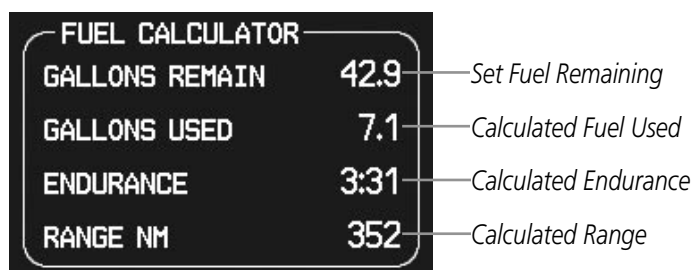 FUEL CALCULATOR
GALLONS REMAIN 42.9 Set Fuel Remaining
GALLONS USED 7.1 Calculated Fuel Used
ENDURANCE 3:31 Calculated Endurance
RANGE NM 352 Calculated Range